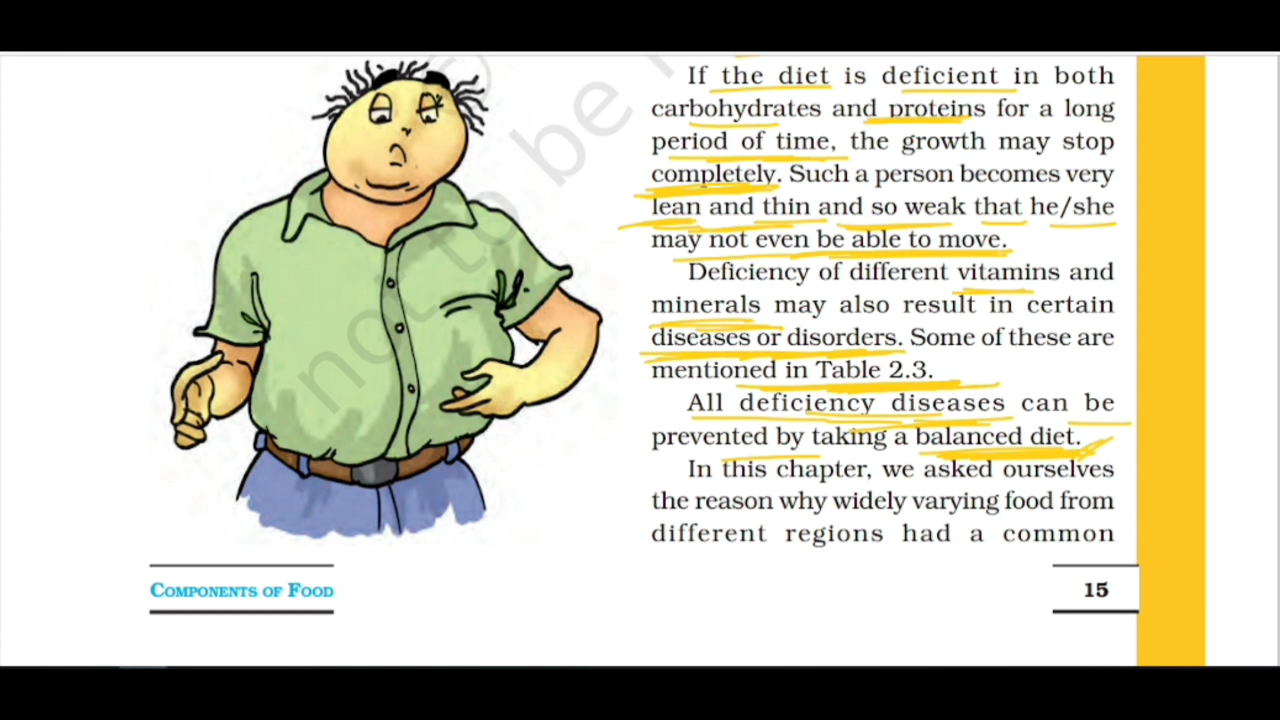 If the diet is deficient in both
carbohydrates and proteins for a long
period of time, the growth may stop
completely. Such a person becomes very
lean and thin and so weak that he/she
may not even be able to move.
Deficiency of different vitamins and
minerals may also result in certain
diseases or disorders. Some of these are
mentioned in Table 2.3.
All deficiency diseases can be
prevented by taking a balanced diet.
In this chapter, we asked ourselves
the reason why widely varying food from
different regions had a common
COMPONENTS OF FOOD
15
not to be